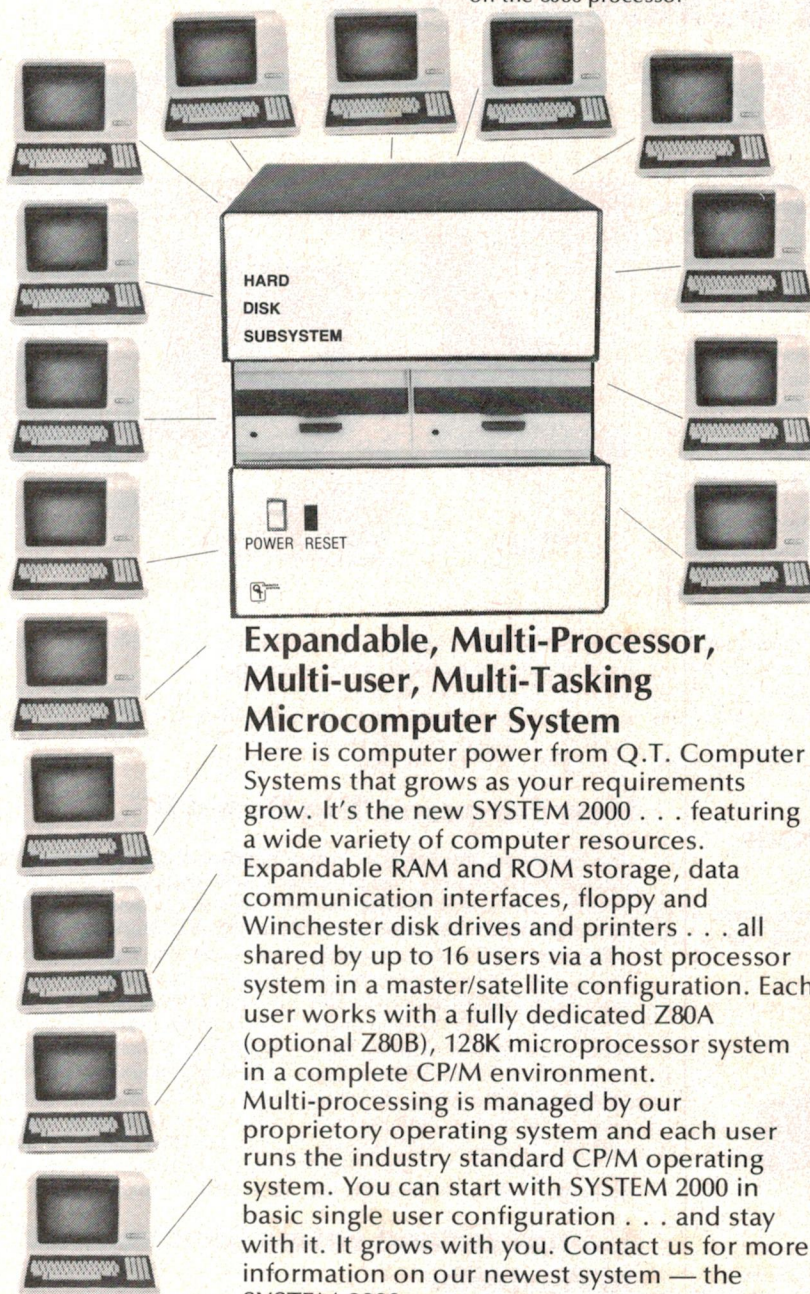 on the 6000 processor
HARD
DISK
SUBSYSTEM
POWER RESET
Expandable, Multi-Processor,
Multi-user, Multi-Tasking
Microcomputer System
Here is computer power from Q.T. Computer
Systems that grows as your requirements
grow. It's the new SYSTEM 2000 . . . featuring
a wide variety of computer resources.
Expandable RAM and ROM storage, data
communication interfaces, floppy and
Winchester disk drives and printers . . . all
shared by up to 16 users via a host processor
system in a master/satellite configuration. Each
user works with a fully dedicated Z80A
(optional Z80B), 128K microprocessor system
in a complete CP/M environment.
Multi-processing is managed by our
proprietory operating system and each user
runs the industry standard CP/M operating
system. You can start with SYSTEM 2000 in
basic single user configuration . . . and stay
with it. It grows with you. Contact us for more
information on our newest system — the
SYSTEM 2000